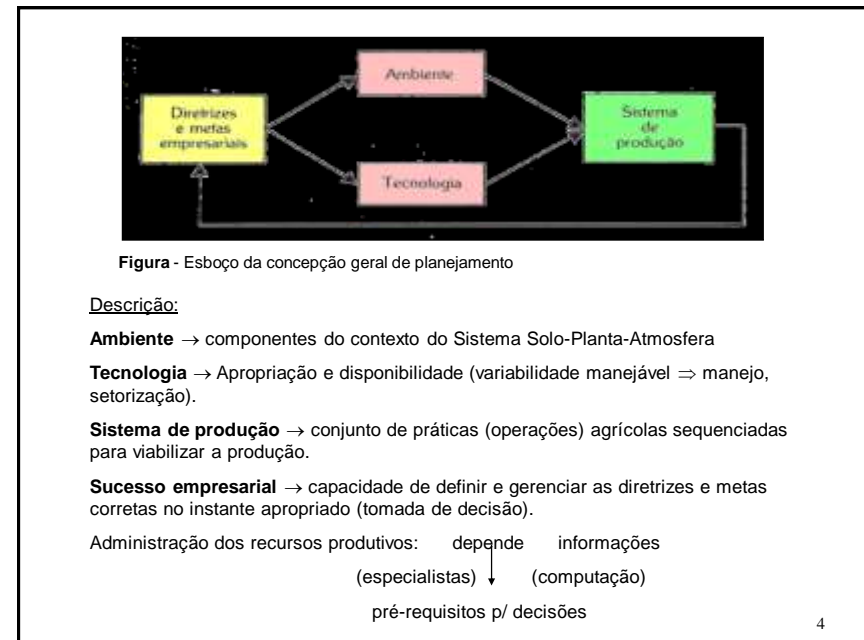 Ambiente
Diretrizes
e metas
empresariais
Sistema
de
produção
Tecnologia
Figura - Esboço da concepção geral de planejamento
Descrição:
Ambiente → componentes do contexto do Sistema Solo-Planta-Atmosfera
Tecnologia → Apropriação e disponibilidade (variabilidade manejável ⇒ manejo,
setorização).
Sistema de produção → conjunto de práticas (operações) agrícolas sequenciadas
para viabilizar a produção.
Sucesso empresarial → capacidade de definir e gerenciar as diretrizes e metas
corretas no instante apropriado (tomada de decisão).
Administração dos recursos produtivos: depende informações
(especialistas) (computação)
pré-requisitos p/ decisões
4